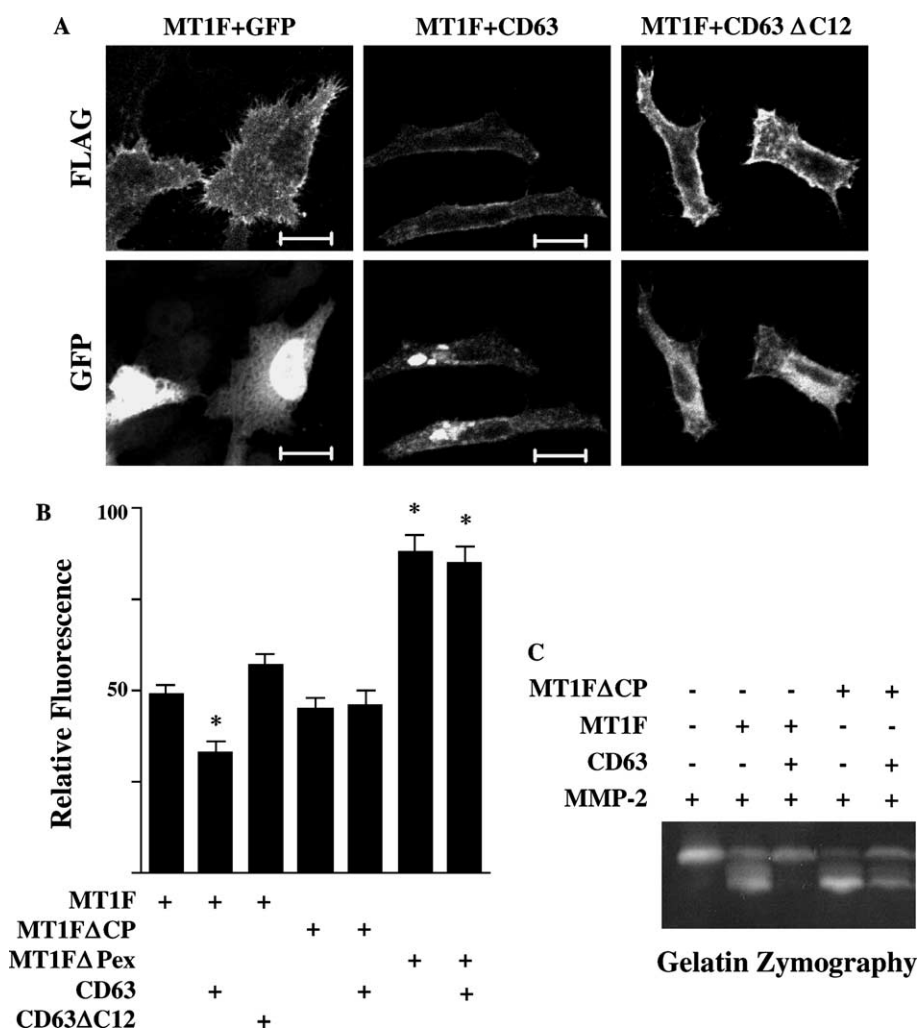 A
MT1F+GFP MT1F+CD63 MT1F+CD63 ΔC12
FLAG
GFP
B
100
50
Relative Fluorescence
MT1F + + +
MT1FΔCP + +
MT1FΔPex + +
CD63 + + +
CD63ΔC12 +
* * *
C
MT1FΔCP - - - + +
MT1F - + + - -
CD63 - - + - +
MMP-2 + + + + +
Gelatin Zymography